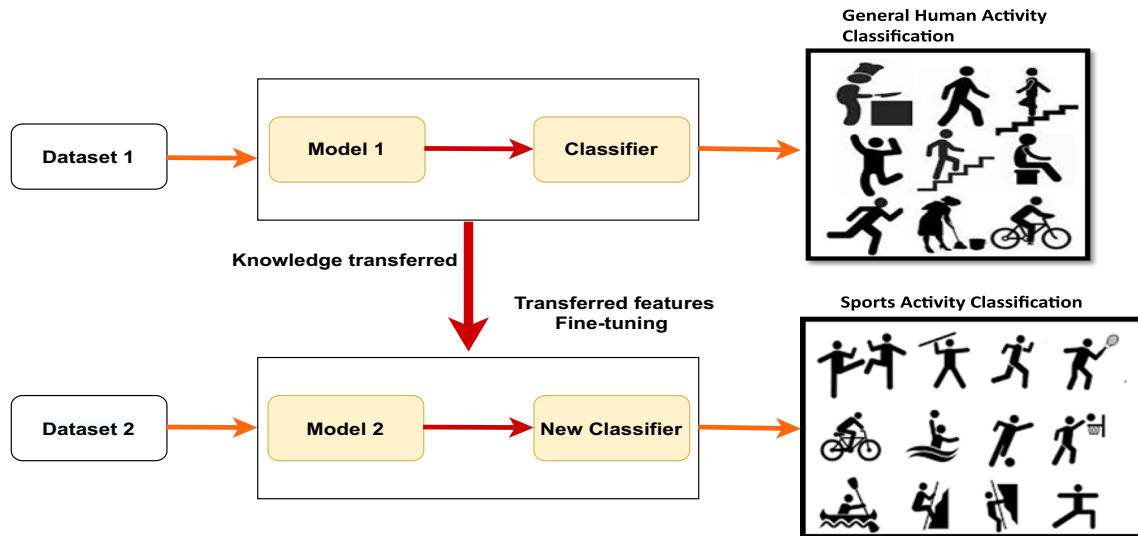 General Human Activity
Classification
Dataset 1
Model 1
Classifier
Knowledge transferred
Transferred features
Fine-tuning
Sports Activity Classification
Dataset 2
Model 2
New Classifier